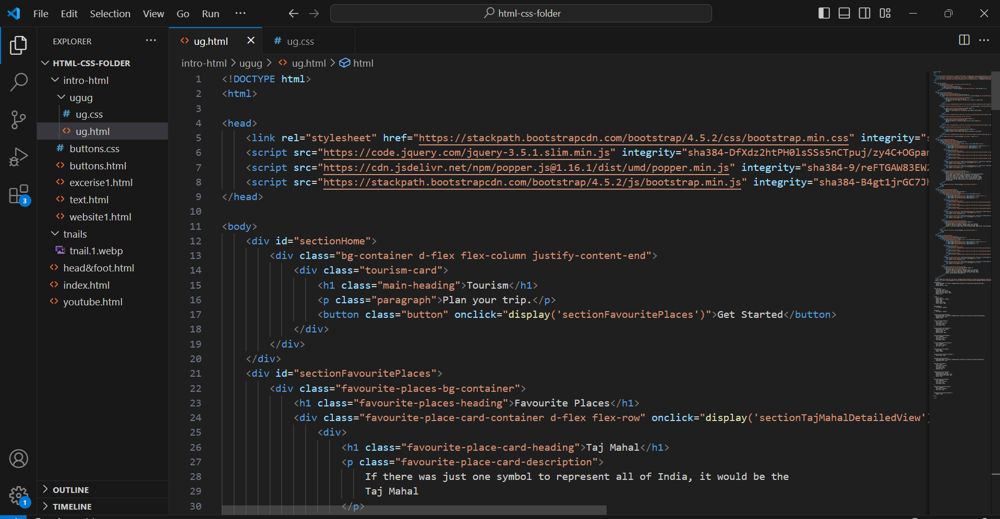 File Edit Selection View Go Run ···
html-css-folder
EXPLORER ···
HTML-CSS-FOLDER
intro-html
ugug
# ug.css
<> ug.html
# buttons.css
<> buttons.html
<> excerise1.html
<> text.html
<> website1.html
tnails
tnail.1.webp
<> head&foot.html
<> index.html
<> youtube.html
OUTLINE
TIMELINE
3
1
<> ug.html # ug.css ···
intro-html > ugug > <> ug.html > html
1 <!DOCTYPE html>
2 <html>
3
4 <head>
5 <link rel="stylesheet" href="https://stackpath.bootstrapcdn.com/bootstrap/4.5.2/css/bootstrap.min.css" integrity="s
6 <script src="https://code.jquery.com/jquery-3.5.1.slim.min.js" integrity="sha384-DfXdz2htPH0lsSSs5nCTpuj/zy4C+OGpam
7 <script src="https://cdn.jsdelivr.net/npm/popper.js@1.16.1/dist/umd/popper.min.js" integrity="sha384-9/reFTGAW83EW2
8 <script src="https://stackpath.bootstrapcdn.com/bootstrap/4.5.2/js/bootstrap.min.js" integrity="sha384-B4gt1jrGC7Jh
9 </head>
10
11 <body>
12 <div id="sectionHome">
13 <div class="bg-container d-flex flex-column justify-content-end">
14 <div class="tourism-card">
15 <h1 class="main-heading">Tourism</h1>
16 <p class="paragraph">Plan your trip.</p>
17 <button class="button" onclick="display('sectionFavouritePlaces')">Get Started</button>
18 </div>
19 </div>
20 </div>
21 <div id="sectionFavouritePlaces">
22 <div class="favourite-places-bg-container">
23 <h1 class="favourite-places-heading">Favourite Places</h1>
24 <div class="favourite-place-card-container d-flex flex-row" onclick="display('sectionTajMahalDetailedView')
25 <div>
26 <h1 class="favourite-place-card-heading">Taj Mahal</h1>
27 <p class="favourite-place-card-description">
28 If there was just one symbol to represent all of India, it would be the
29 Taj Mahal
30 </p>